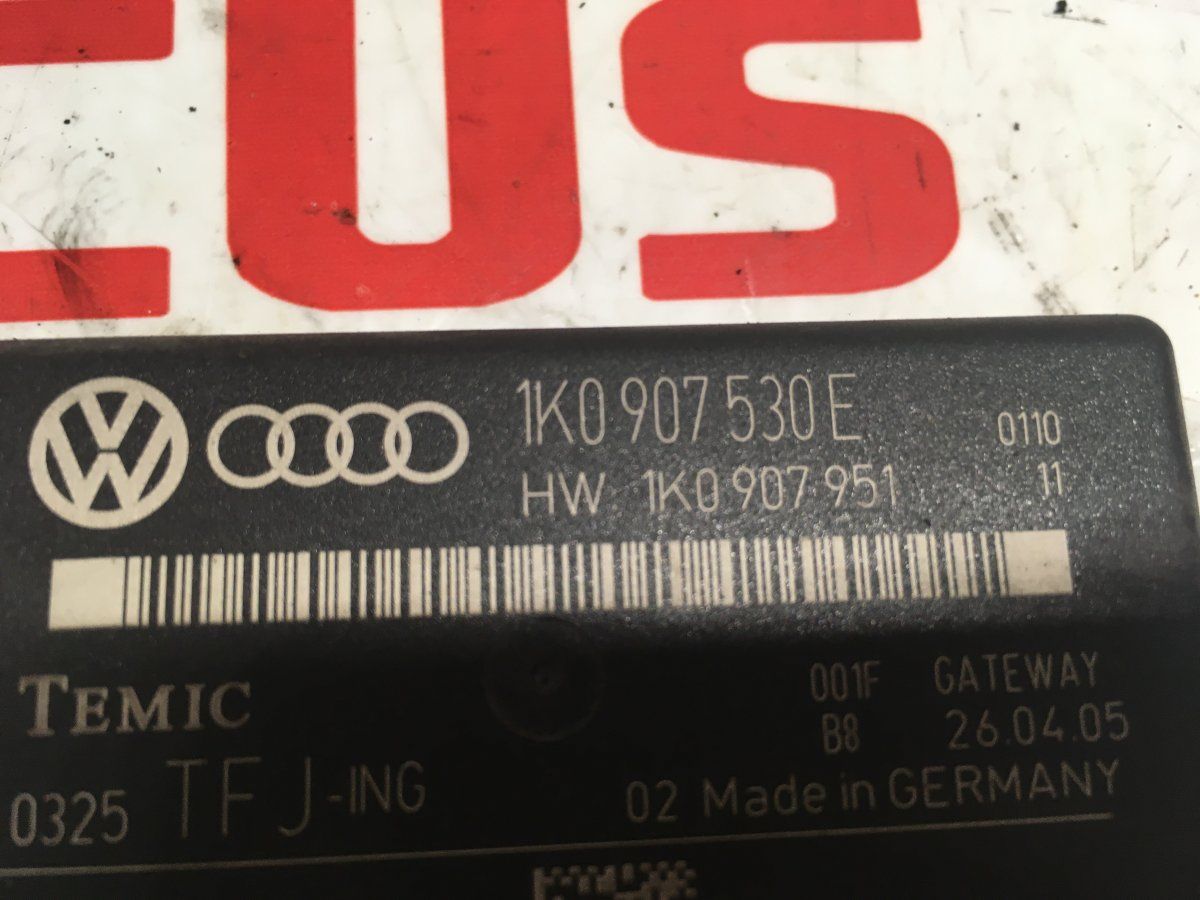 EUS
1K0 907 530 E 0110
HW 1K0 907 951 11
TEMIC 001F GATEWAY
B8 26.04.05
0325 TFJ-ING 02 Made in GERMANY